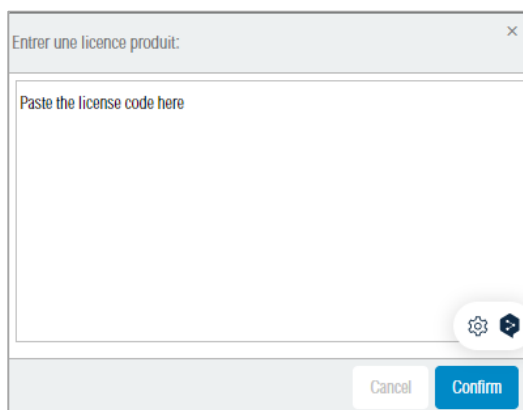 Entrer une licence produit:
Paste the license code here
Cancel
Confirm